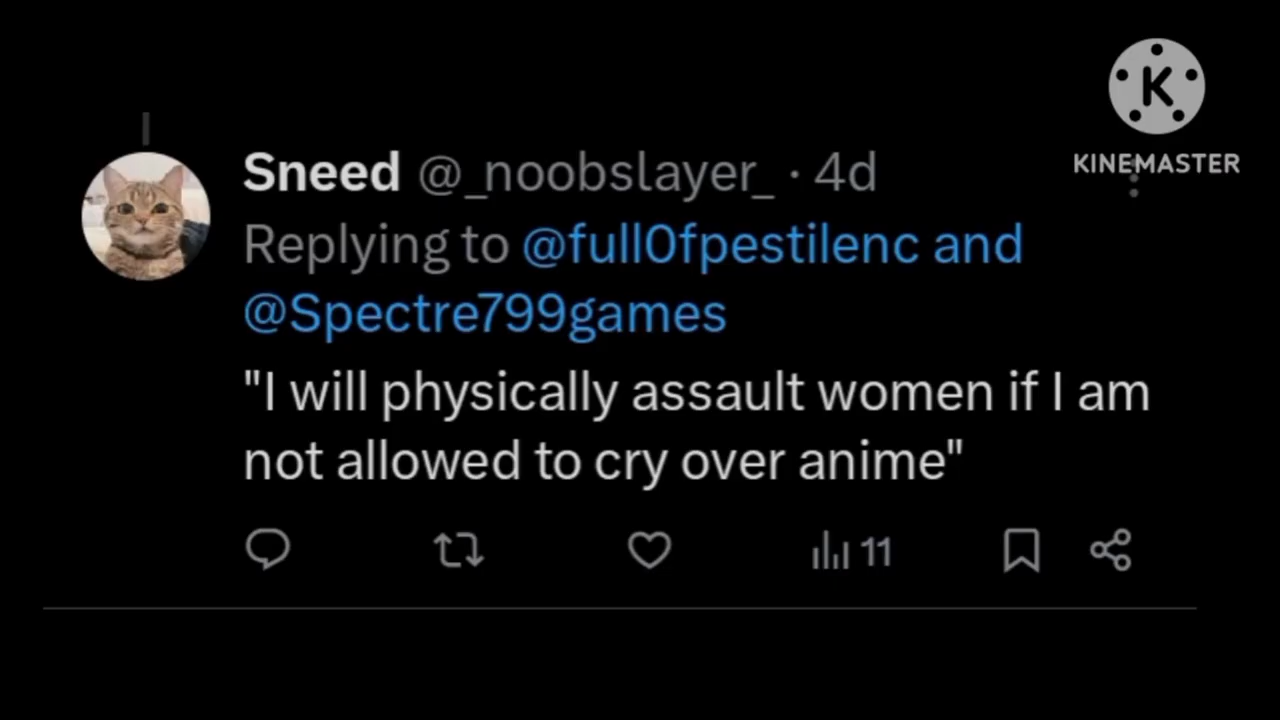 K
KINEMASTER
Sneed @_noobslayer_ · 4d
Replying to @full0fpestilenc and
@Spectre799games
"I will physically assault women if I am
not allowed to cry over anime"
11